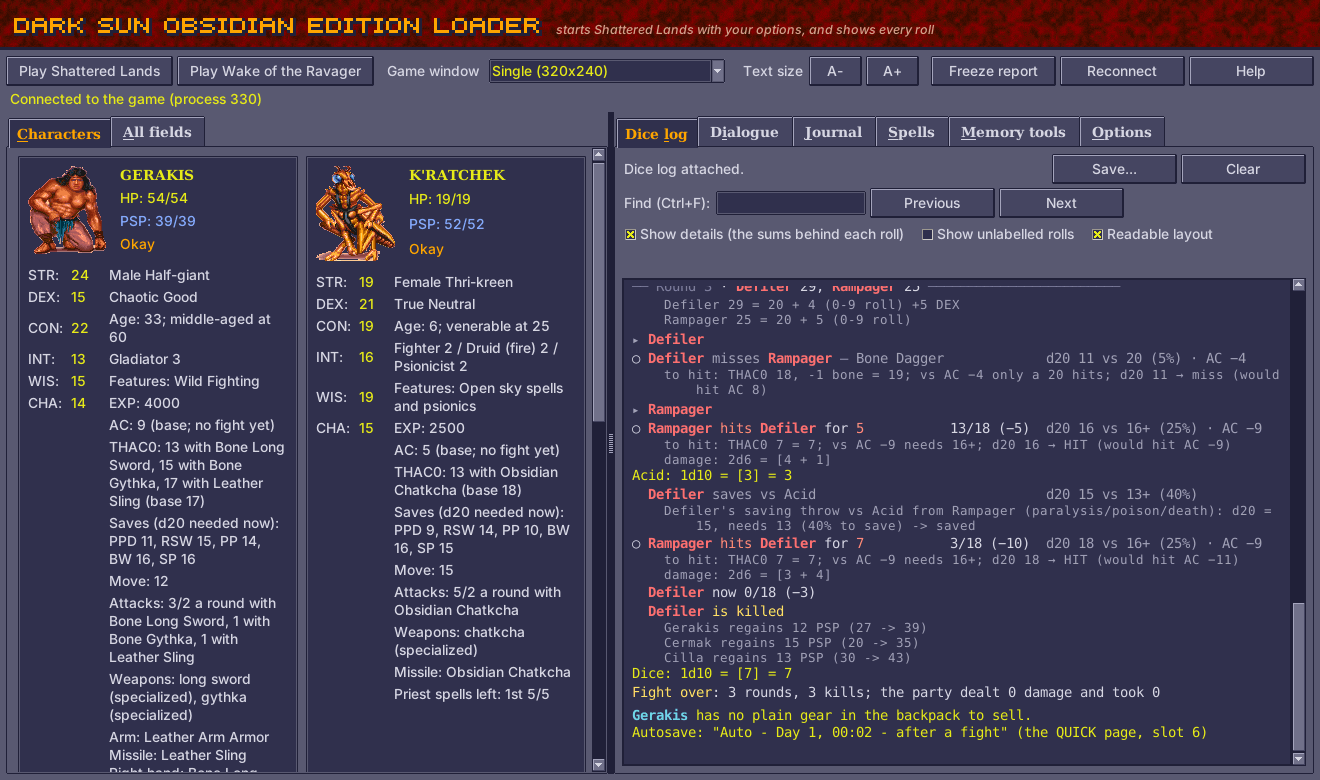 DARK SUN OBSIDIAN EDITION LOADER starts Shattered Lands with your options, and shows every roll
Play Shattered Lands Play Wake of the Ravager Game window Single (320x240) Text size A- A+ Freeze report Reconnect Help
Connected to the game (process 330)
Characters All fields
GERAKIS
HP: 54/54
PSP: 39/39
Okay
STR: 24 Male Half-giant
DEX: 15 Chaotic Good
CON: 22 Age: 33; middle-aged at
60
INT: 13 Gladiator 3
WIS: 15 Features: Wild Fighting
CHA: 14 EXP: 4000
AC: 9 (base; no fight yet)
THAC0: 13 with Bone Long
Sword, 15 with Bone
Gythka, 17 with Leather
Sling (base 17)
Saves (d20 needed now):
PPD 11, RSW 15, PP 14,
BW 16, SP 16
Move: 12
Attacks: 3/2 a round with
Bone Long Sword, 1 with
Bone Gythka, 1 with
Leather Sling
Weapons: long sword
(specialized), gythka
(specialized)
Arm: Leather Arm Armor
Missile: Leather Sling
Right hand: Bone Long
K'RATCHEK
HP: 19/19
PSP: 52/52
Okay
STR: 19 Female Thri-kreen
DEX: 21 True Neutral
CON: 19 Age: 6; venerable at 25
INT: 16 Fighter 2 / Druid (fire) 2 /
Psionicist 2
WIS: 19 Features: Open sky spells
and psionics
CHA: 15 EXP: 2500
AC: 5 (base; no fight yet)
THAC0: 13 with Obsidian
Chatkcha (base 18)
Saves (d20 needed now):
PPD 9, RSW 14, PP 10, BW
16, SP 15
Move: 15
Attacks: 5/2 a round with
Obsidian Chatkcha
Weapons: chatkcha
(specialized)
Missile: Obsidian Chatkcha
Priest spells left: 1st 5/5
Dice log Dialogue Journal Spells Memory tools Options
Dice log attached. Save... Clear
Find (Ctrl+F): Previous Next
Show details (the sums behind each roll) Show unlabelled rolls Readable layout
—— Round 3 · Defiler 29, Rampager 25 ——
Defiler 29 = 20 + 4 (0-9 roll) +5 DEX
Rampager 25 = 20 + 5 (0-9 roll)
▸ Defiler
○ Defiler misses Rampager — Bone Dagger d20 11 vs 20 (5%) · AC −4
to hit: THAC0 18, -1 bone = 19; vs AC −4 only a 20 hits; d20 11 → miss (would
hit AC 8)
▸ Rampager
○ Rampager hits Defiler for 5 13/18 (−5) d20 16 vs 16+ (25%) · AC −9
to hit: THAC0 7 = 7; vs AC −9 needs 16+; d20 16 → HIT (would hit AC −9)
damage: 2d6 = [4 + 1]
Acid: 1d10 = [3] = 3
Defiler saves vs Acid d20 15 vs 13+ (40%)
Defiler's saving throw vs Acid from Rampager (paralysis/poison/death): d20 =
15, needs 13 (40% to save) -> saved
○ Rampager hits Defiler for 7 3/18 (−10) d20 18 vs 16+ (25%) · AC −9
to hit: THAC0 7 = 7; vs AC −9 needs 16+; d20 18 → HIT (would hit AC −11)
damage: 2d6 = [3 + 4]
Defiler now 0/18 (−3)
Defiler is killed
Gerakis regains 12 PSP (27 -> 39)
Cermak regains 15 PSP (20 -> 35)
Cilla regains 13 PSP (30 -> 43)
Dice: 1d10 = [7] = 7
Fight over: 3 rounds, 3 kills; the party dealt 0 damage and took 0
Gerakis has no plain gear in the backpack to sell.
Autosave: "Auto - Day 1, 00:02 - after a fight" (the QUICK page, slot 6)